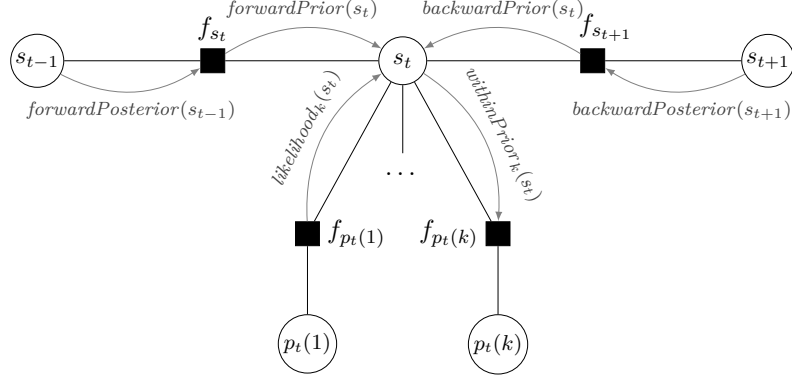 forwardPrior(s_t) backwardPrior(s_t)
f_{s_t} f_{s_{t+1}}
s_{t−1} s_t s_{t+1}
forwardPosterior(s_{t−1}) backwardPosterior(s_{t+1})
likelihood_k(s_t) withinPrior_k(s_t)
...
f_{p_t(1)} f_{p_t(k)}
p_t(1) p_t(k)